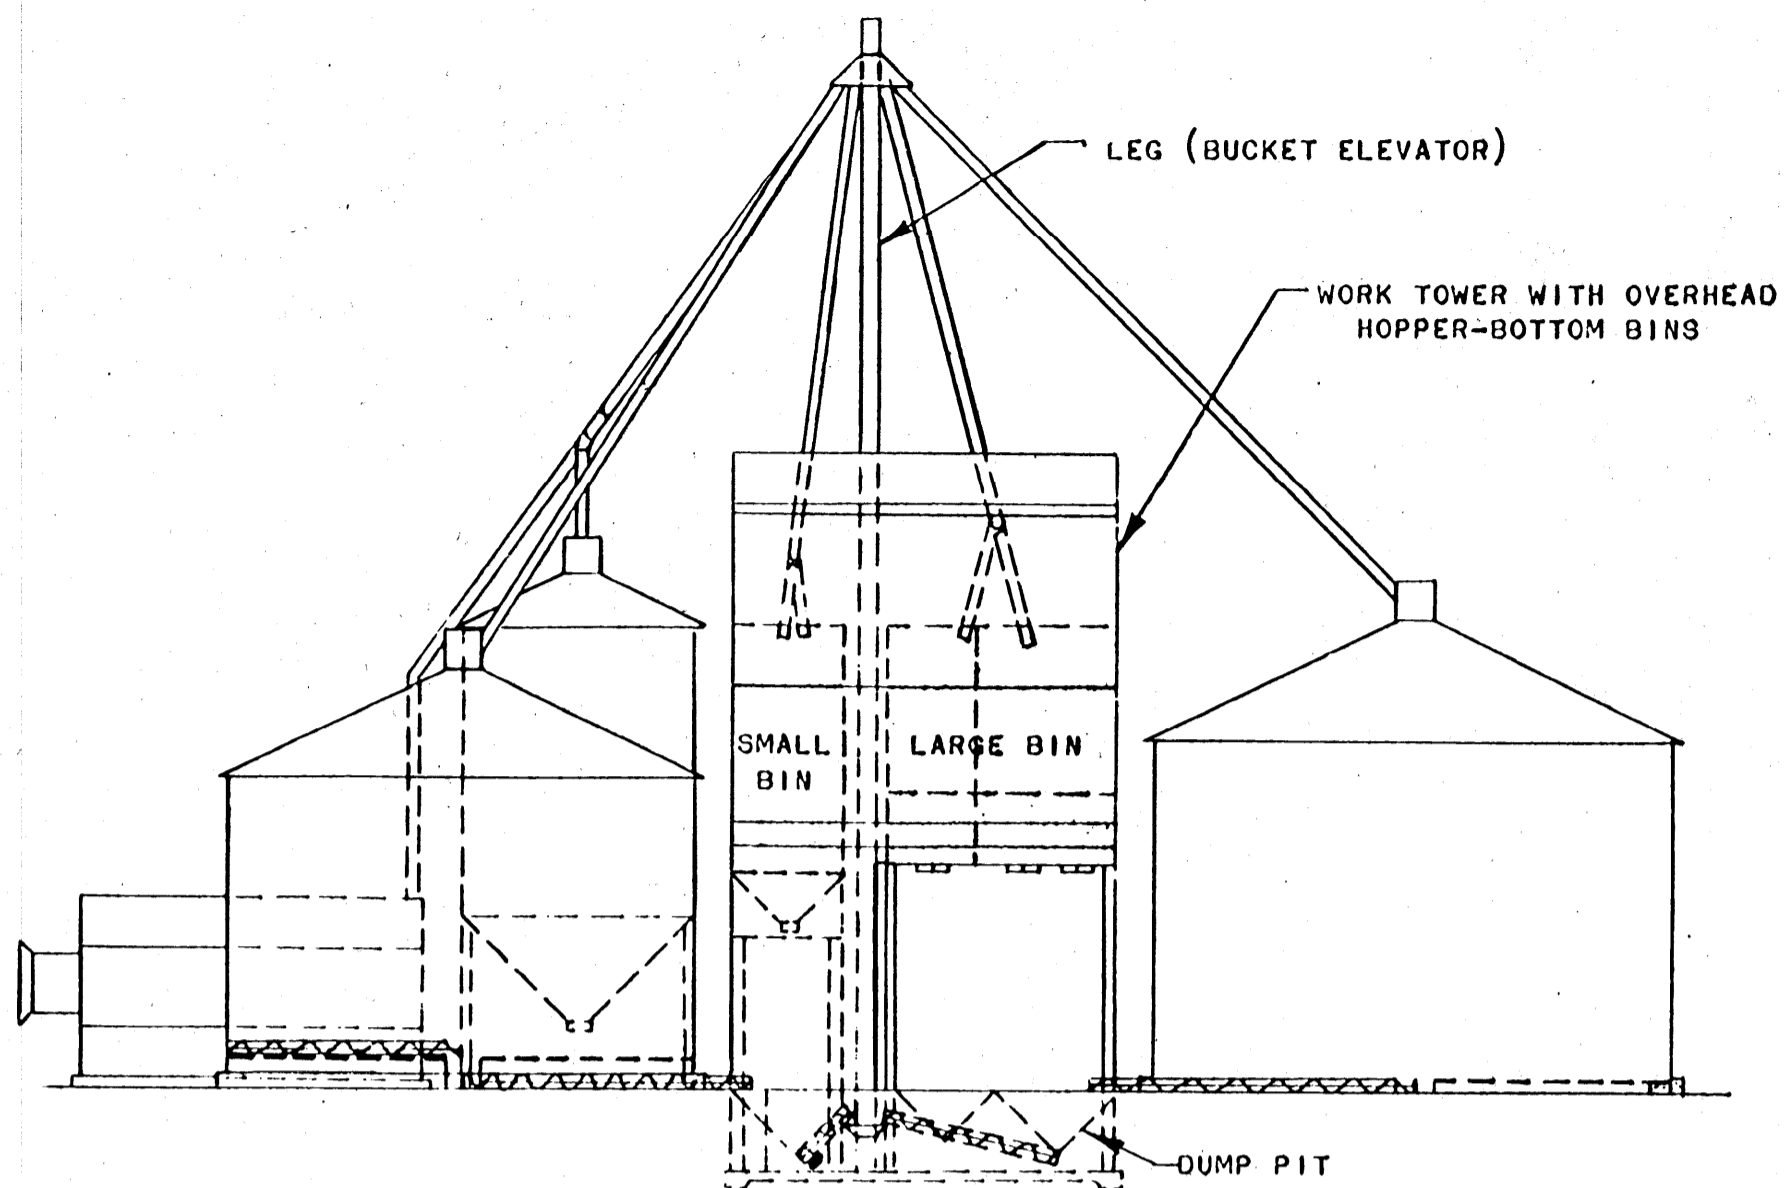 LEG (BUCKET ELEVATOR)
WORK TOWER WITH OVERHEAD
HOPPER-BOTTOM BINS
SMALL
BIN
LARGE BIN
DUMP PIT